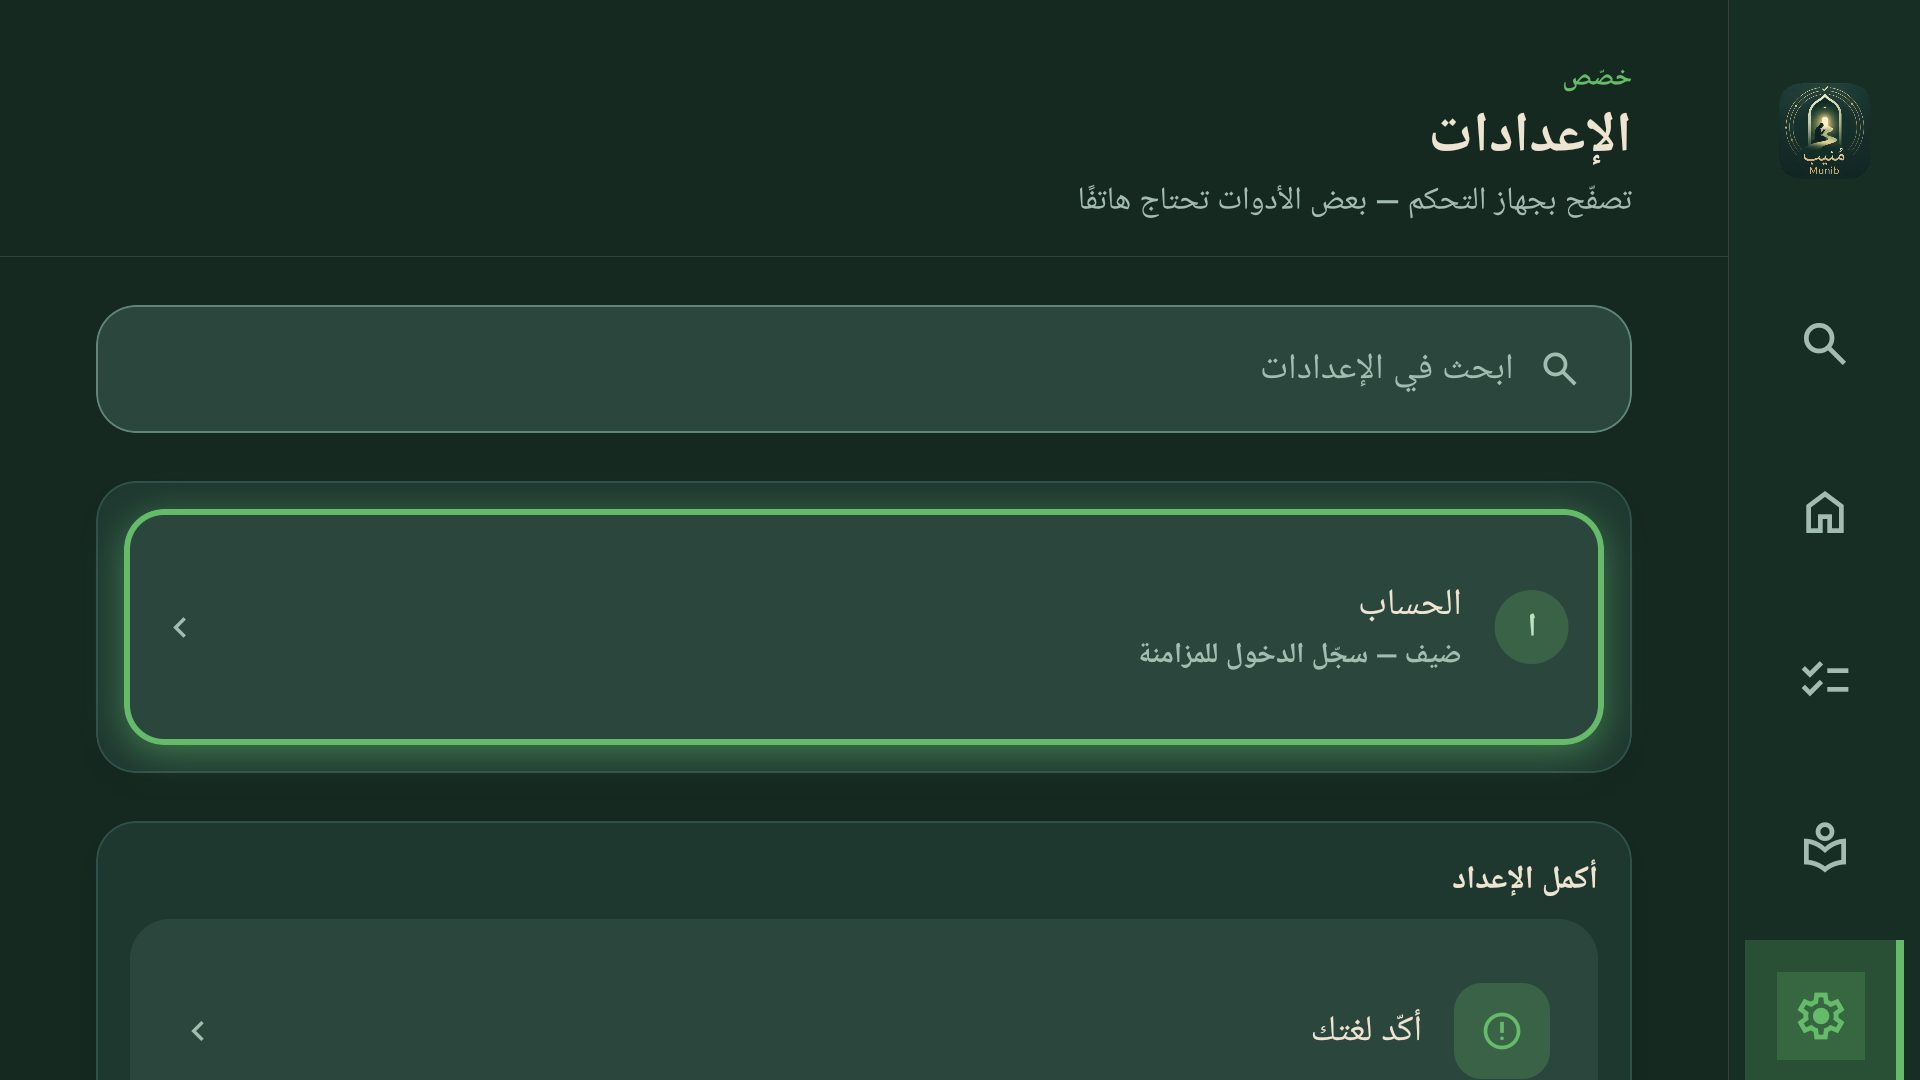 خصّص
الإعدادات
تصفّح بجهاز التحكم — بعض الأدوات تحتاج هاتفًا
مُنيب
Munib
ابحث في الإعدادات
ا
الحساب
ضيف — سجّل الدخول للمزامنة
أكمل الإعداد
أكّد لغتك